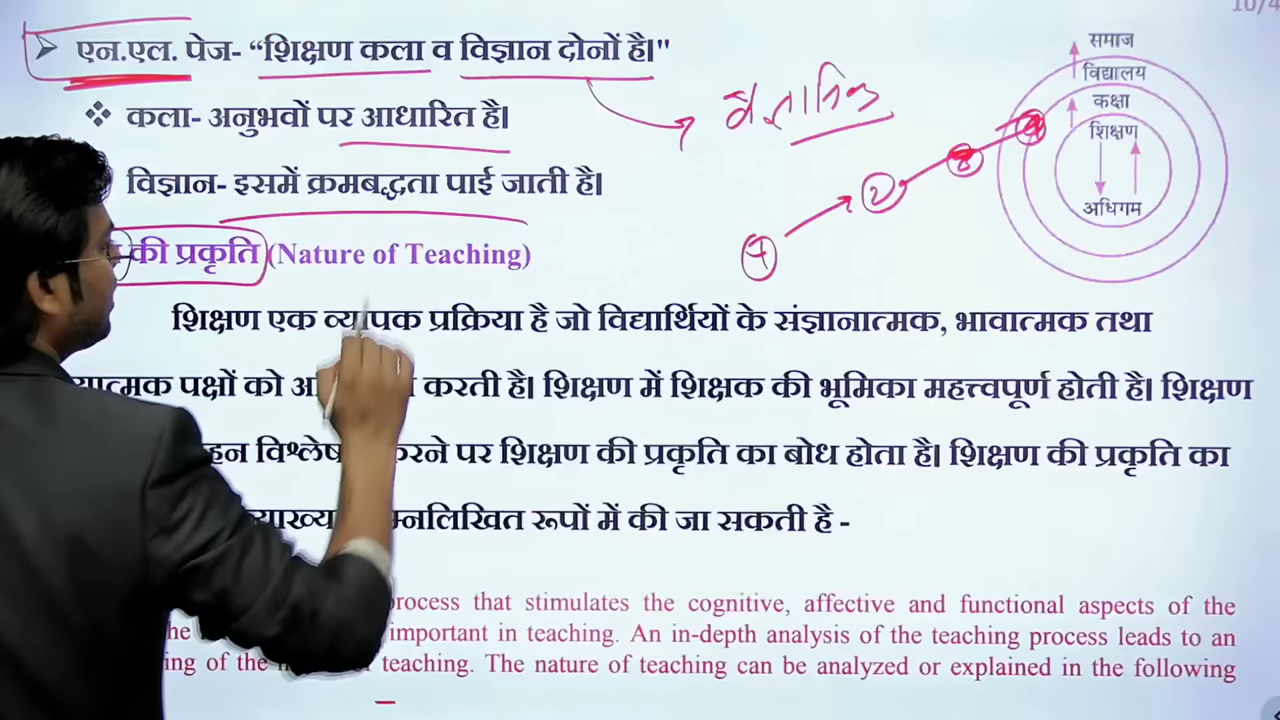 10/4
एन.एल. पेज- “शिक्षण कला व विज्ञान दोनों है।"
कला- अनुभवों पर आधारित है।
विज्ञान- इसमें क्रमबद्धता पाई जाती है।
की प्रकृति (Nature of Teaching)
शिक्षण एक व्यापक प्रक्रिया है जो विद्यार्थियों के संज्ञानात्मक, भावात्मक तथा
पक्षों को करती है। शिक्षण में शिक्षक की भूमिका महत्त्वपूर्ण होती है। शिक्षण
करने पर शिक्षण की प्रकृति का बोध होता है। शिक्षण की प्रकृति का
रूपों में की जा सकती है -
process that stimulates the cognitive, affective and functional aspects of the
important in teaching. An in-depth analysis of the teaching process leads to an
of the teaching. The nature of teaching can be analyzed or explained in the following
समाज
विद्यालय
कक्षा
शिक्षण
अधिगम